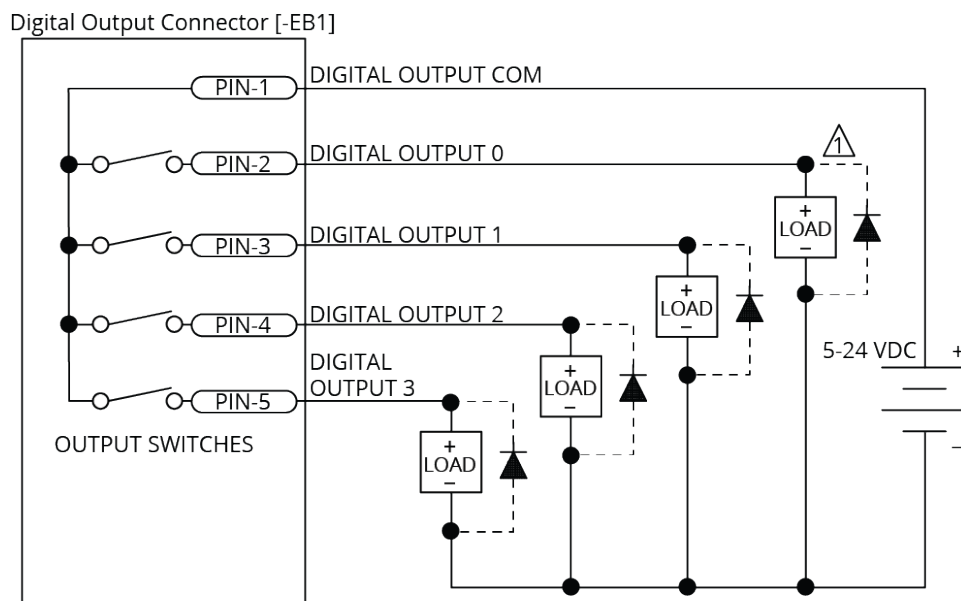 Digital Output Connector [-EB1]
PIN-1
DIGITAL OUTPUT COM
PIN-2
DIGITAL OUTPUT 0
1
+
LOAD
–
PIN-3
DIGITAL OUTPUT 1
+
LOAD
–
PIN-4
DIGITAL OUTPUT 2
+
LOAD
–
5-24 VDC
+
–
DIGITAL
OUTPUT 3
PIN-5
+
LOAD
–
OUTPUT SWITCHES